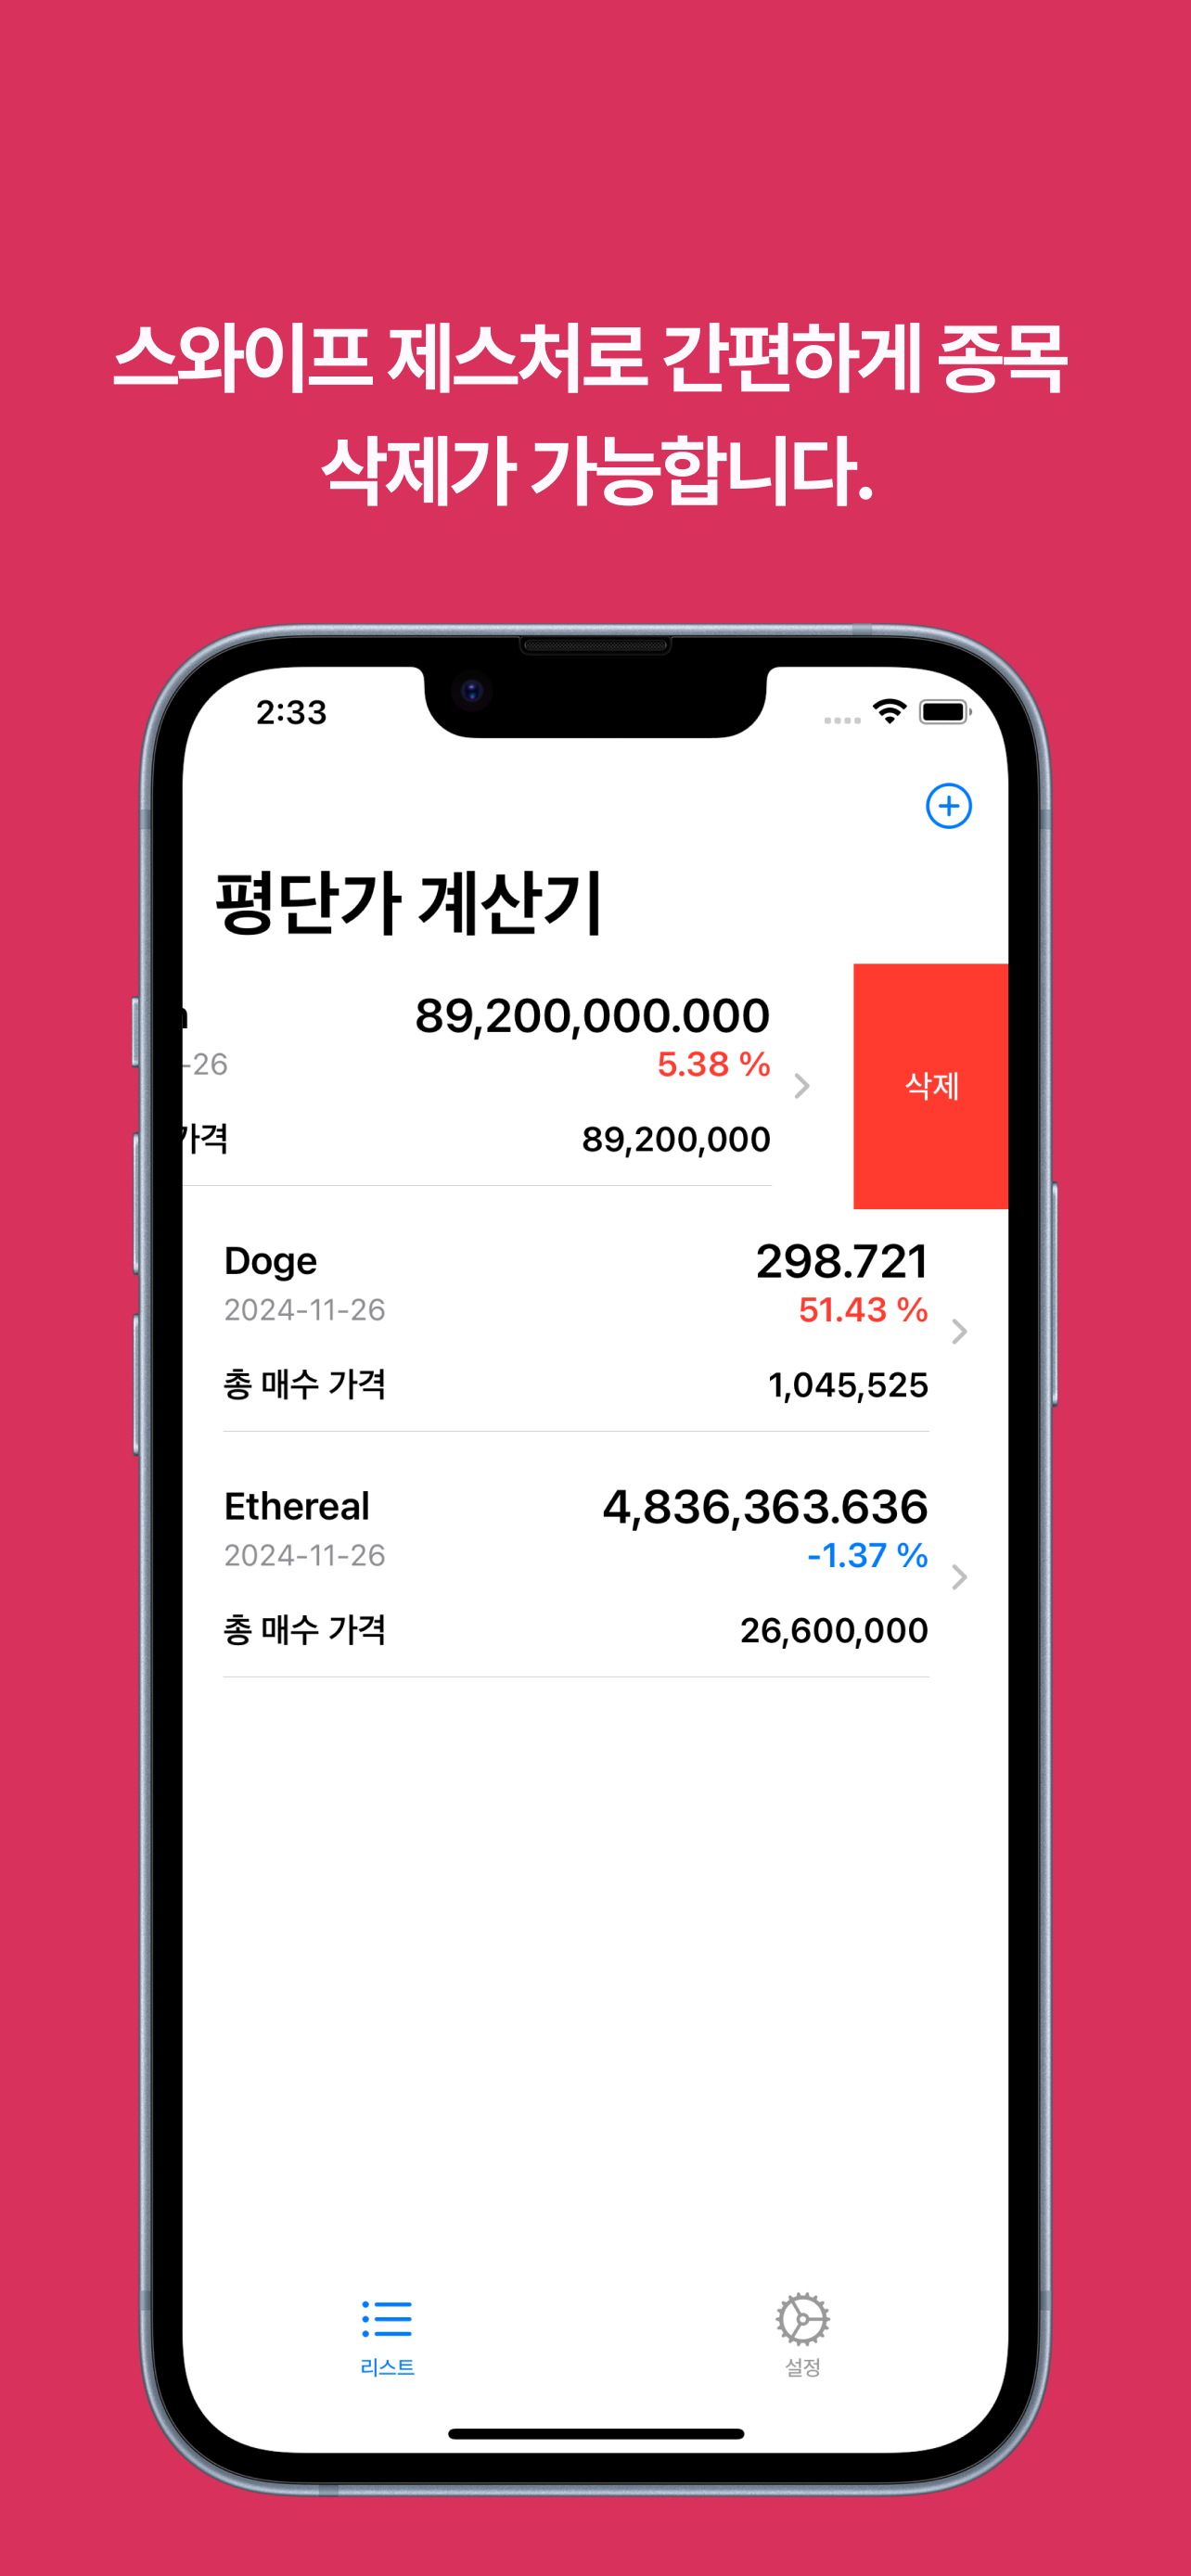 스와이프 제스처로 간편하게 종목
삭제가 가능합니다.
2:33
평단가 계산기
89,200,000.000
-26
5.38 %
삭제
가격
89,200,000
Doge
298.721
2024-11-26
51.43 %
총 매수 가격
1,045,525
Ethereal
4,836,363.636
2024-11-26
-1.37 %
총 매수 가격
26,600,000
리스트
설정